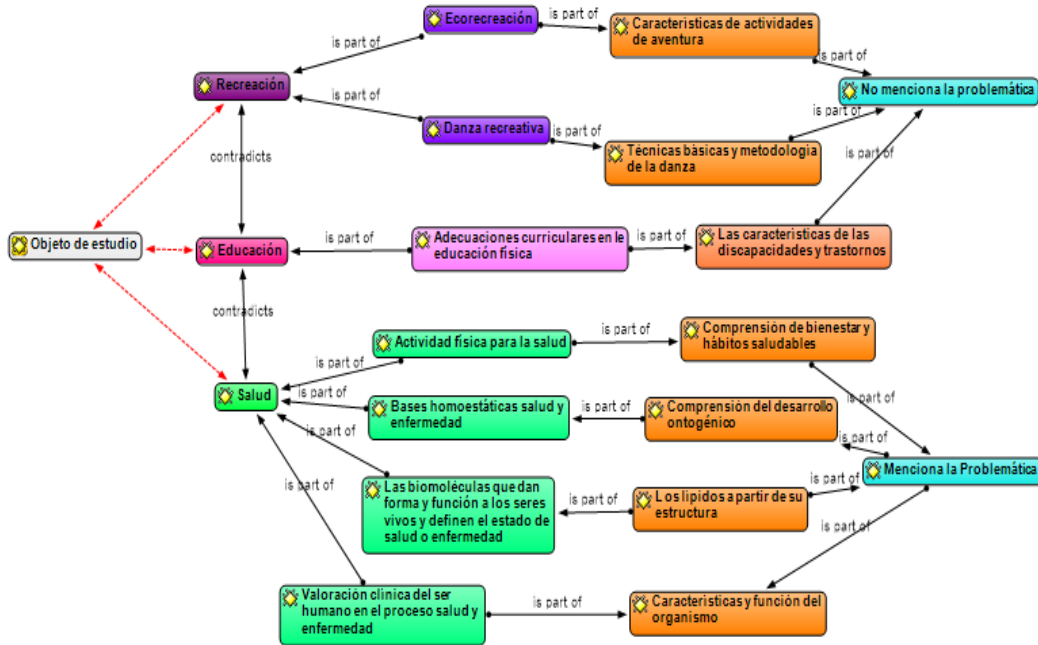 Ecorecreación
is part of
Características de actividades
de aventura
is part of
is part of
Recreación
No menciona la problemática
is part of
Danza recreativa
is part of
is part of
Técnicas básicas y metodología
de la danza
contradicts
is part of
Objeto de estudio
Educación
is part of
Adecuaciones curriculares en le
educación física
is part of
Las características de las
discapacidades y trastornos
contradicts
Actividad física para la salud
is part of
Comprensión de bienestar y
hábitos saludables
is part of
Salud
is part of
Bases homoestáticas salud y
enfermedad
is part of
Comprensión del desarrollo
ontogénico
is part of
is part of
is part of
Menciona la Problemática
is part of
Las biomoléculas que dan
forma y función a los seres
vivos y definen el estado de
salud o enfermedad
is part of
Los lípidos a partir de su
estructura
is part of
is part of
Valoración clínica del ser
humano en el proceso salud y
enfermedad
is part of
Características y función del
organismo